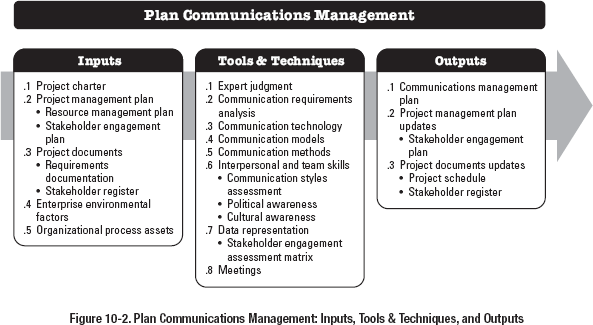 Plan Communications Management
Inputs
.1 Project charter
.2 Project management plan
• Resource management plan
• Stakeholder engagement
plan
.3 Project documents
• Requirements
documentation
• Stakeholder register
.4 Enterprise environmental
factors
.5 Organizational process assets
Tools & Techniques
.1 Expert judgment
.2 Communication requirements
analysis
.3 Communication technology
.4 Communication models
.5 Communication methods
.6 Interpersonal and team skills
• Communication styles
assessment
• Political awareness
• Cultural awareness
.7 Data representation
• Stakeholder engagement
assessment matrix
.8 Meetings
Outputs
.1 Communications management
plan
.2 Project management plan
updates
• Stakeholder engagement
plan
.3 Project documents updates
• Project schedule
• Stakeholder register
Figure 10-2. Plan Communications Management: Inputs, Tools & Techniques, and Outputs